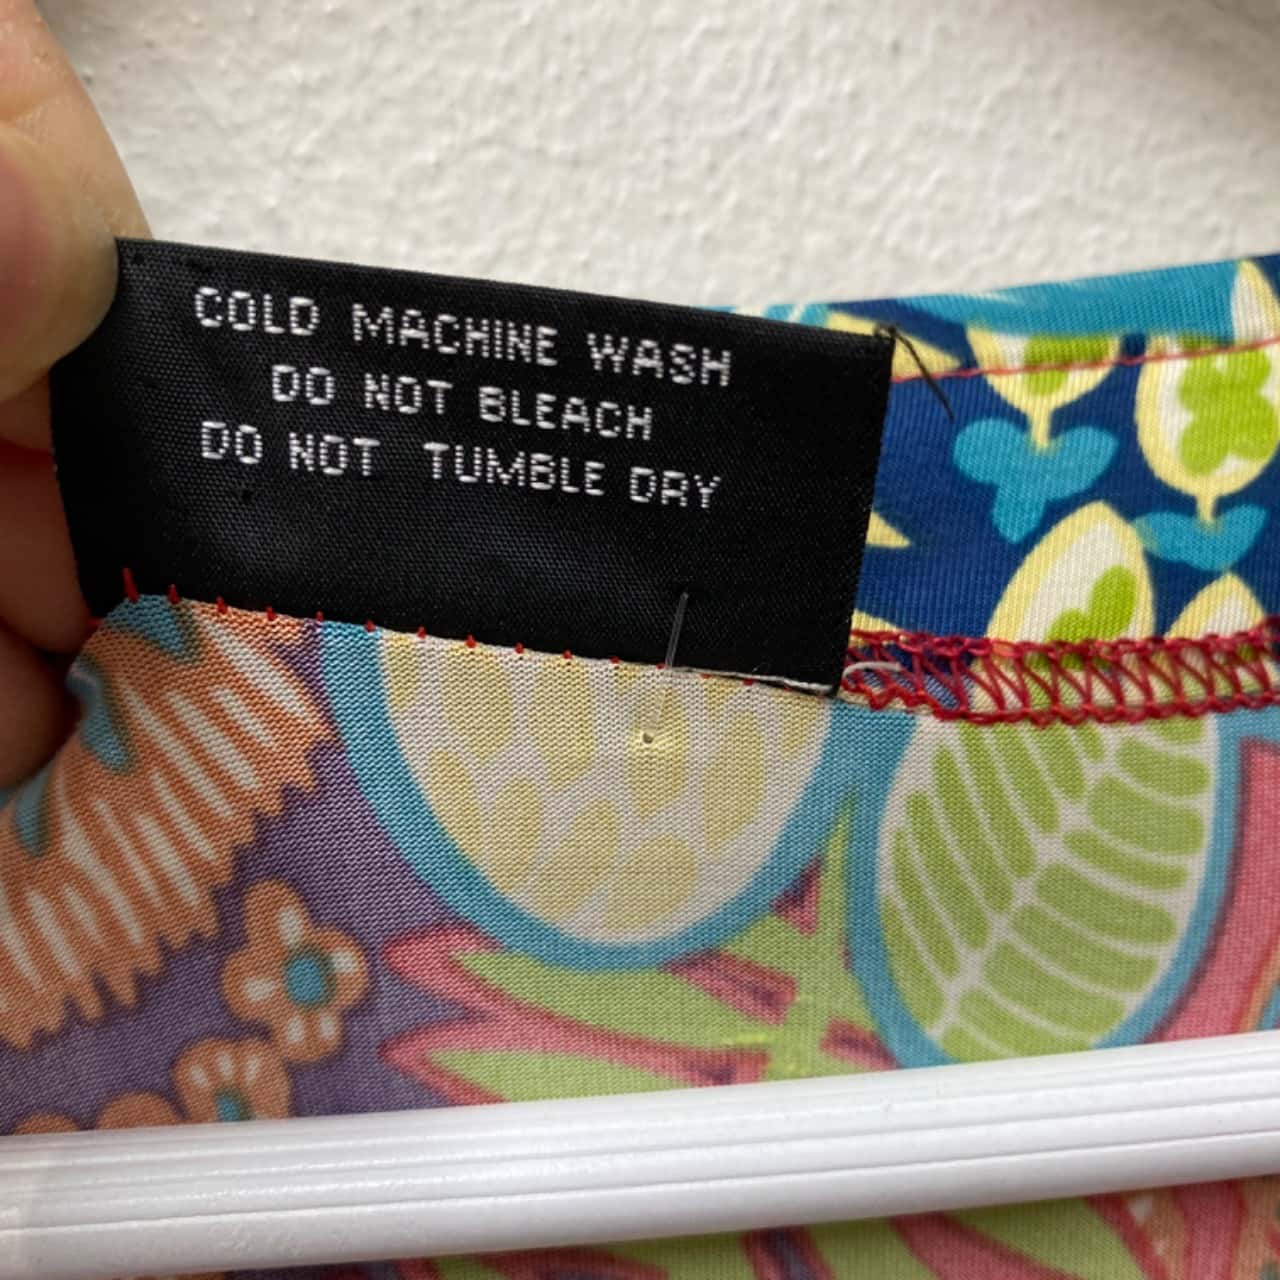 COLD MACHINE WASH
DO NOT BLEACH
DO NOT TUMBLE DRY